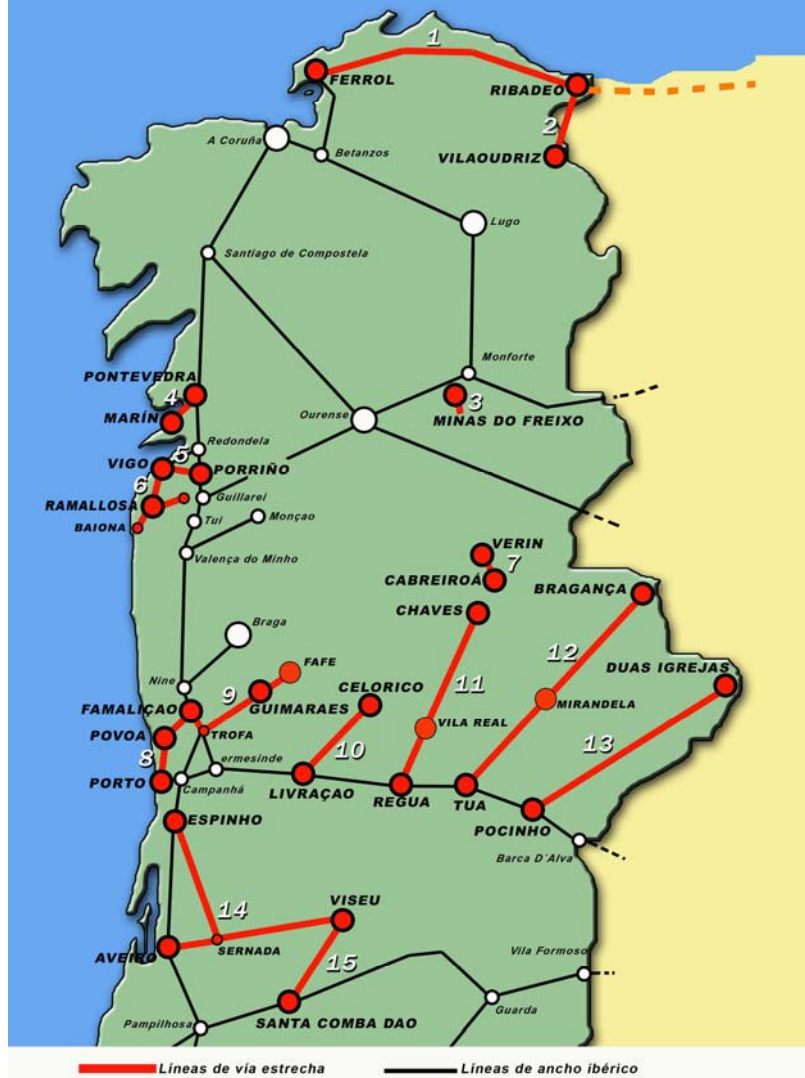 1
FERROL
RIBADEO
2
A Coruña
Betanzos
VILAOUDRIZ
Lugo
Santiago de Compostela
Monforte
PONTEVEDRA
4
3
MARÍN
Ourense
MINAS DO FREIXO
Redondela
5
VIGO
PORRIÑO
6
RAMALLOSA
Guillarei
BAIONA
Tui
Monçao
Valença do Minho
VERIN
7
CABREIROÁ
BRAGANÇA
CHAVES
Braga
12
FAFE
DUAS IGREJAS
Nine
9
CELORICO
11
GUIMARAES
FAMALIÇAO
MIRANDELA
POVOA
TROFA
VILA REAL
13
8
10
ermesinde
PORTO
Campanhá
LIVRAÇAO
REGUA
TUA
POCINHO
ESPINHO
Barca D´Alva
VISEU
14
AVEIRO
SERNADA
Vila Formoso
15
Guarda
SANTA COMBA DAO
Pampilhosa
Líneas de vía estrecha
Líneas de ancho ibérico